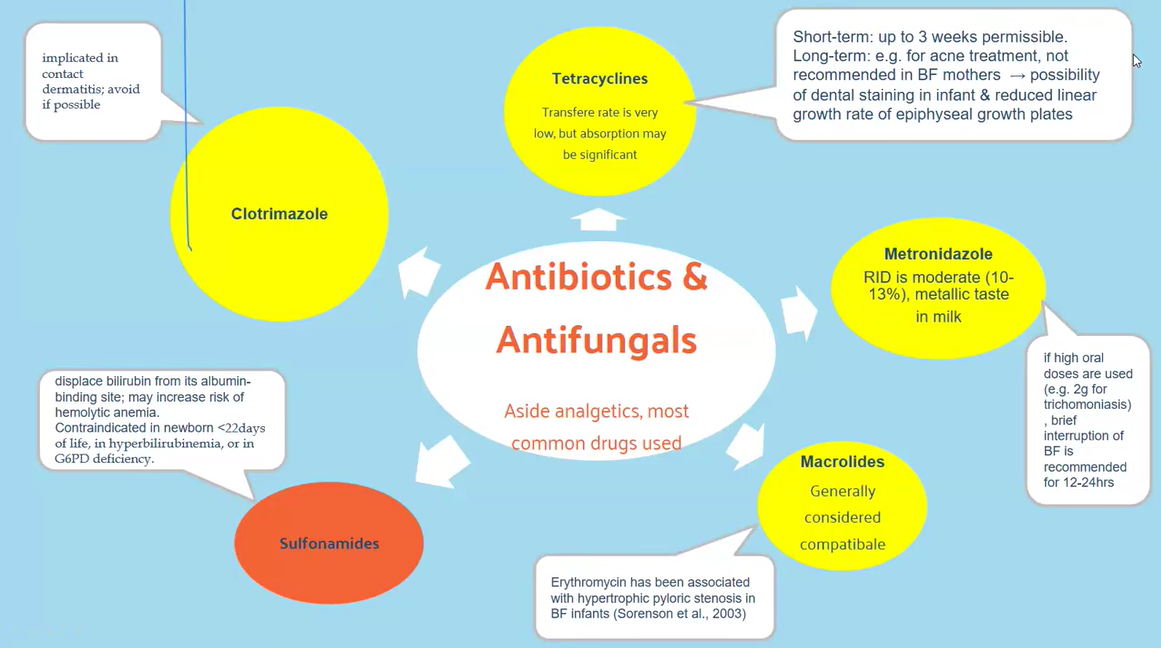 implicated in
contact
dermatitis; avoid
if possible
Clotrimazole
Tetracyclines
Transfere rate is very
low, but absorption may
be significant
Short-term: up to 3 weeks permissible.
Long-term: e.g. for acne treatment, not
recommended in BF mothers → possibility
of dental staining in infant & reduced linear
growth rate of epiphyseal growth plates
Antibiotics &
Antifungals
Aside analgetics, most
common drugs used
Metronidazole
RID is moderate (10-
13%), metallic taste
in milk
if high oral
doses are used
(e.g. 2g for
trichomoniasis)
, brief
interruption of
BF is
recommended
for 12-24hrs
displace bilirubin from its albumin-
binding site; may increase risk of
hemolytic anemia.
Contraindicated in newborn <22days
of life, in hyperbilirubinemia, or in
G6PD deficiency.
Sulfonamides
Macrolides
Generally
considered
compatibale
Erythromycin has been associated
with hypertrophic pyloric stenosis in
BF infants (Sorenson et al., 2003)